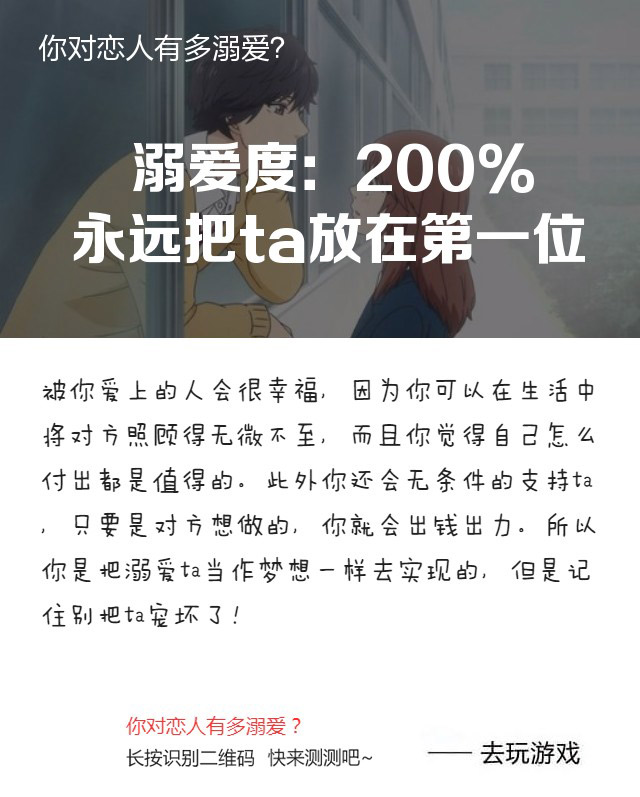 你对恋人有多溺爱？
溺爱度：200%
永远把ta放在第一位
被你爱上的人会很幸福，因为你可以在生活中
将对方照顾得无微不至，而且你觉得自己怎么
付出都是值得的。此外你还会无条件的支持ta
，只要是对方想做的，你就会出钱出力。所以
你是把溺爱ta当作梦想一样去实现的，但是记
住别把ta宠坏了！
你对恋人有多溺爱？
长按识别二维码 快来测测吧~
—— 去玩游戏